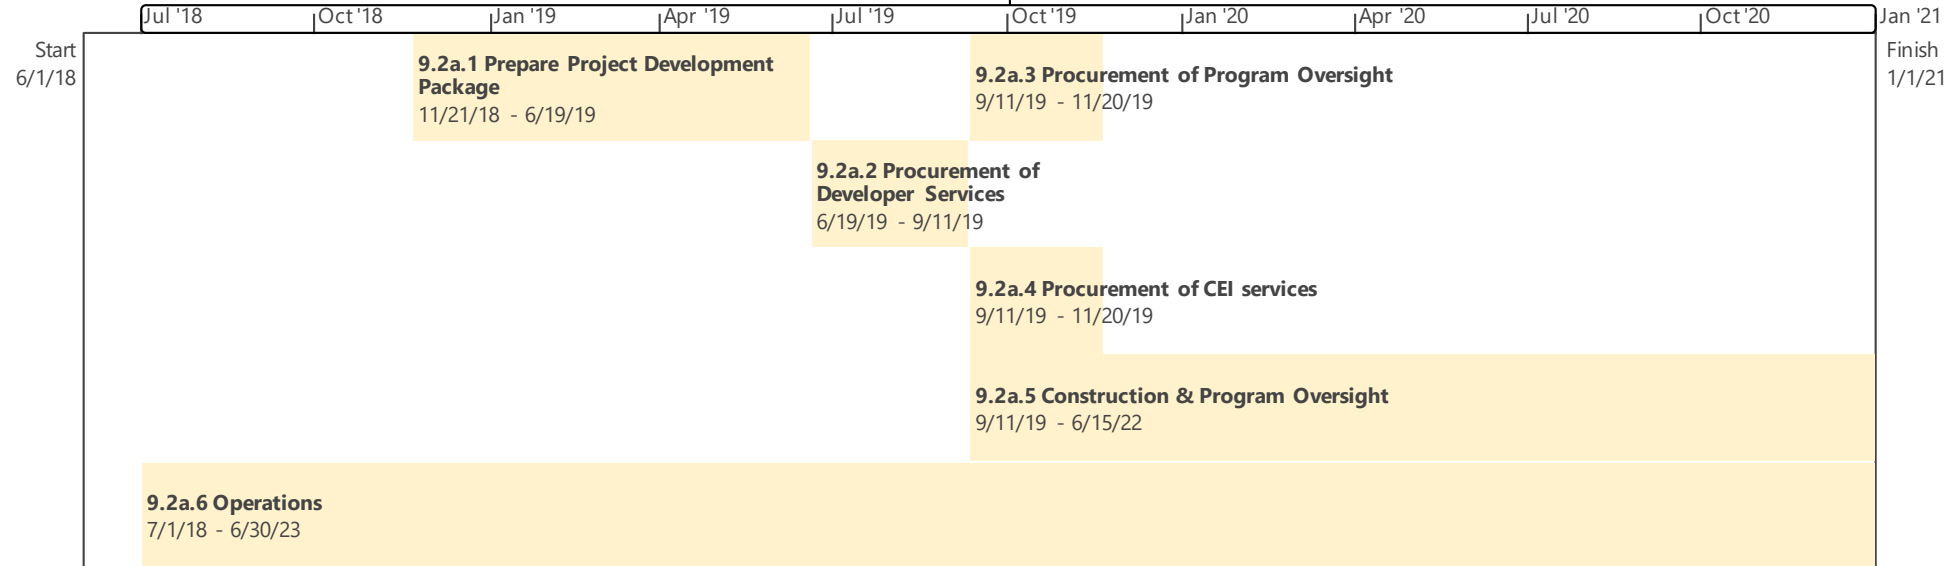 Jul '18
Oct '18
Jan '19
Apr '19
Jul '19
Oct '19
Jan '20
Apr '20
Jul '20
Oct '20
Jan '21
Start
6/1/18
Finish
1/1/21
9.2a.1 Prepare Project Development
Package
11/21/18 - 6/19/19
9.2a.3 Procurement of Program Oversight
9/11/19 - 11/20/19
9.2a.2 Procurement of
Developer Services
6/19/19 - 9/11/19
9.2a.4 Procurement of CEI services
9/11/19 - 11/20/19
9.2a.5 Construction & Program Oversight
9/11/19 - 6/15/22
9.2a.6 Operations
7/1/18 - 6/30/23